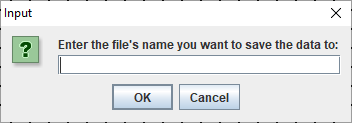 Input
Enter the file's name you want to save the data to:
OK
Cancel